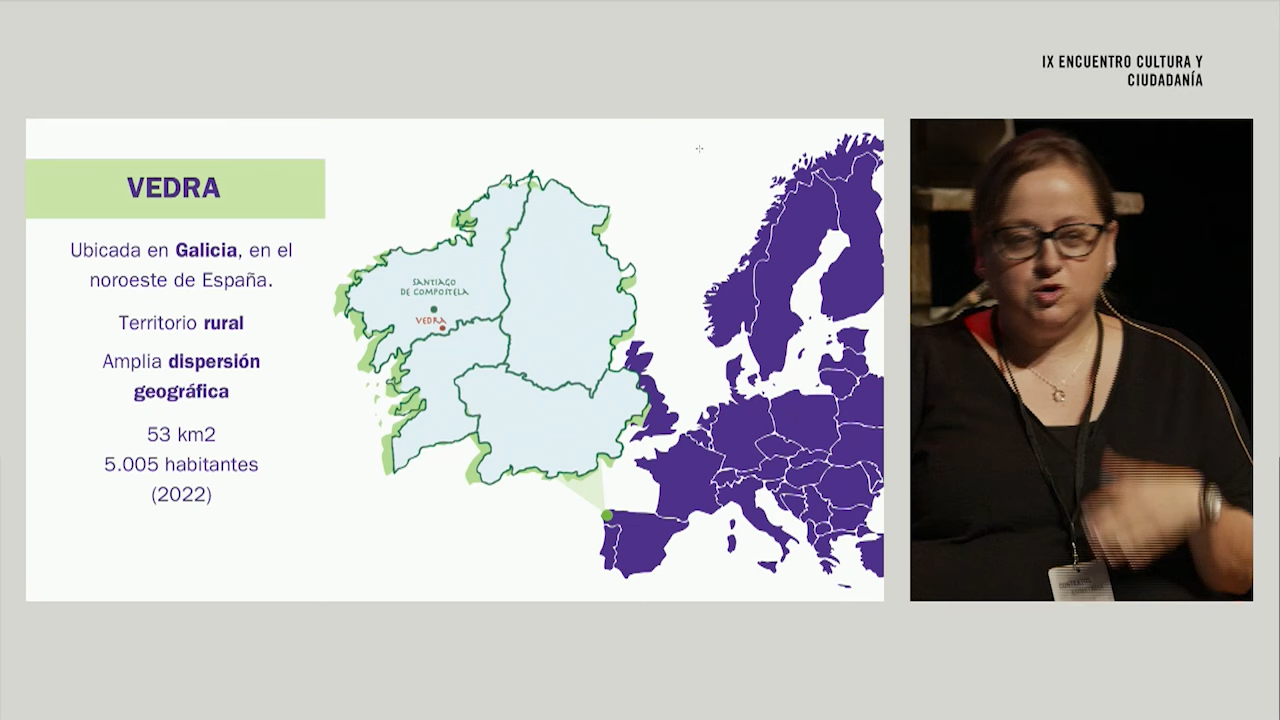 IX ENCUENTRO CULTURA Y
CIUDADANÍA
VEDRA
Ubicada en Galicia, en el
noroeste de España.
Territorio rural
Amplia dispersión
geográfica
53 km2
5.005 habitantes
(2022)
SANTIAGO
DE COMPOSTELA
VEDRA